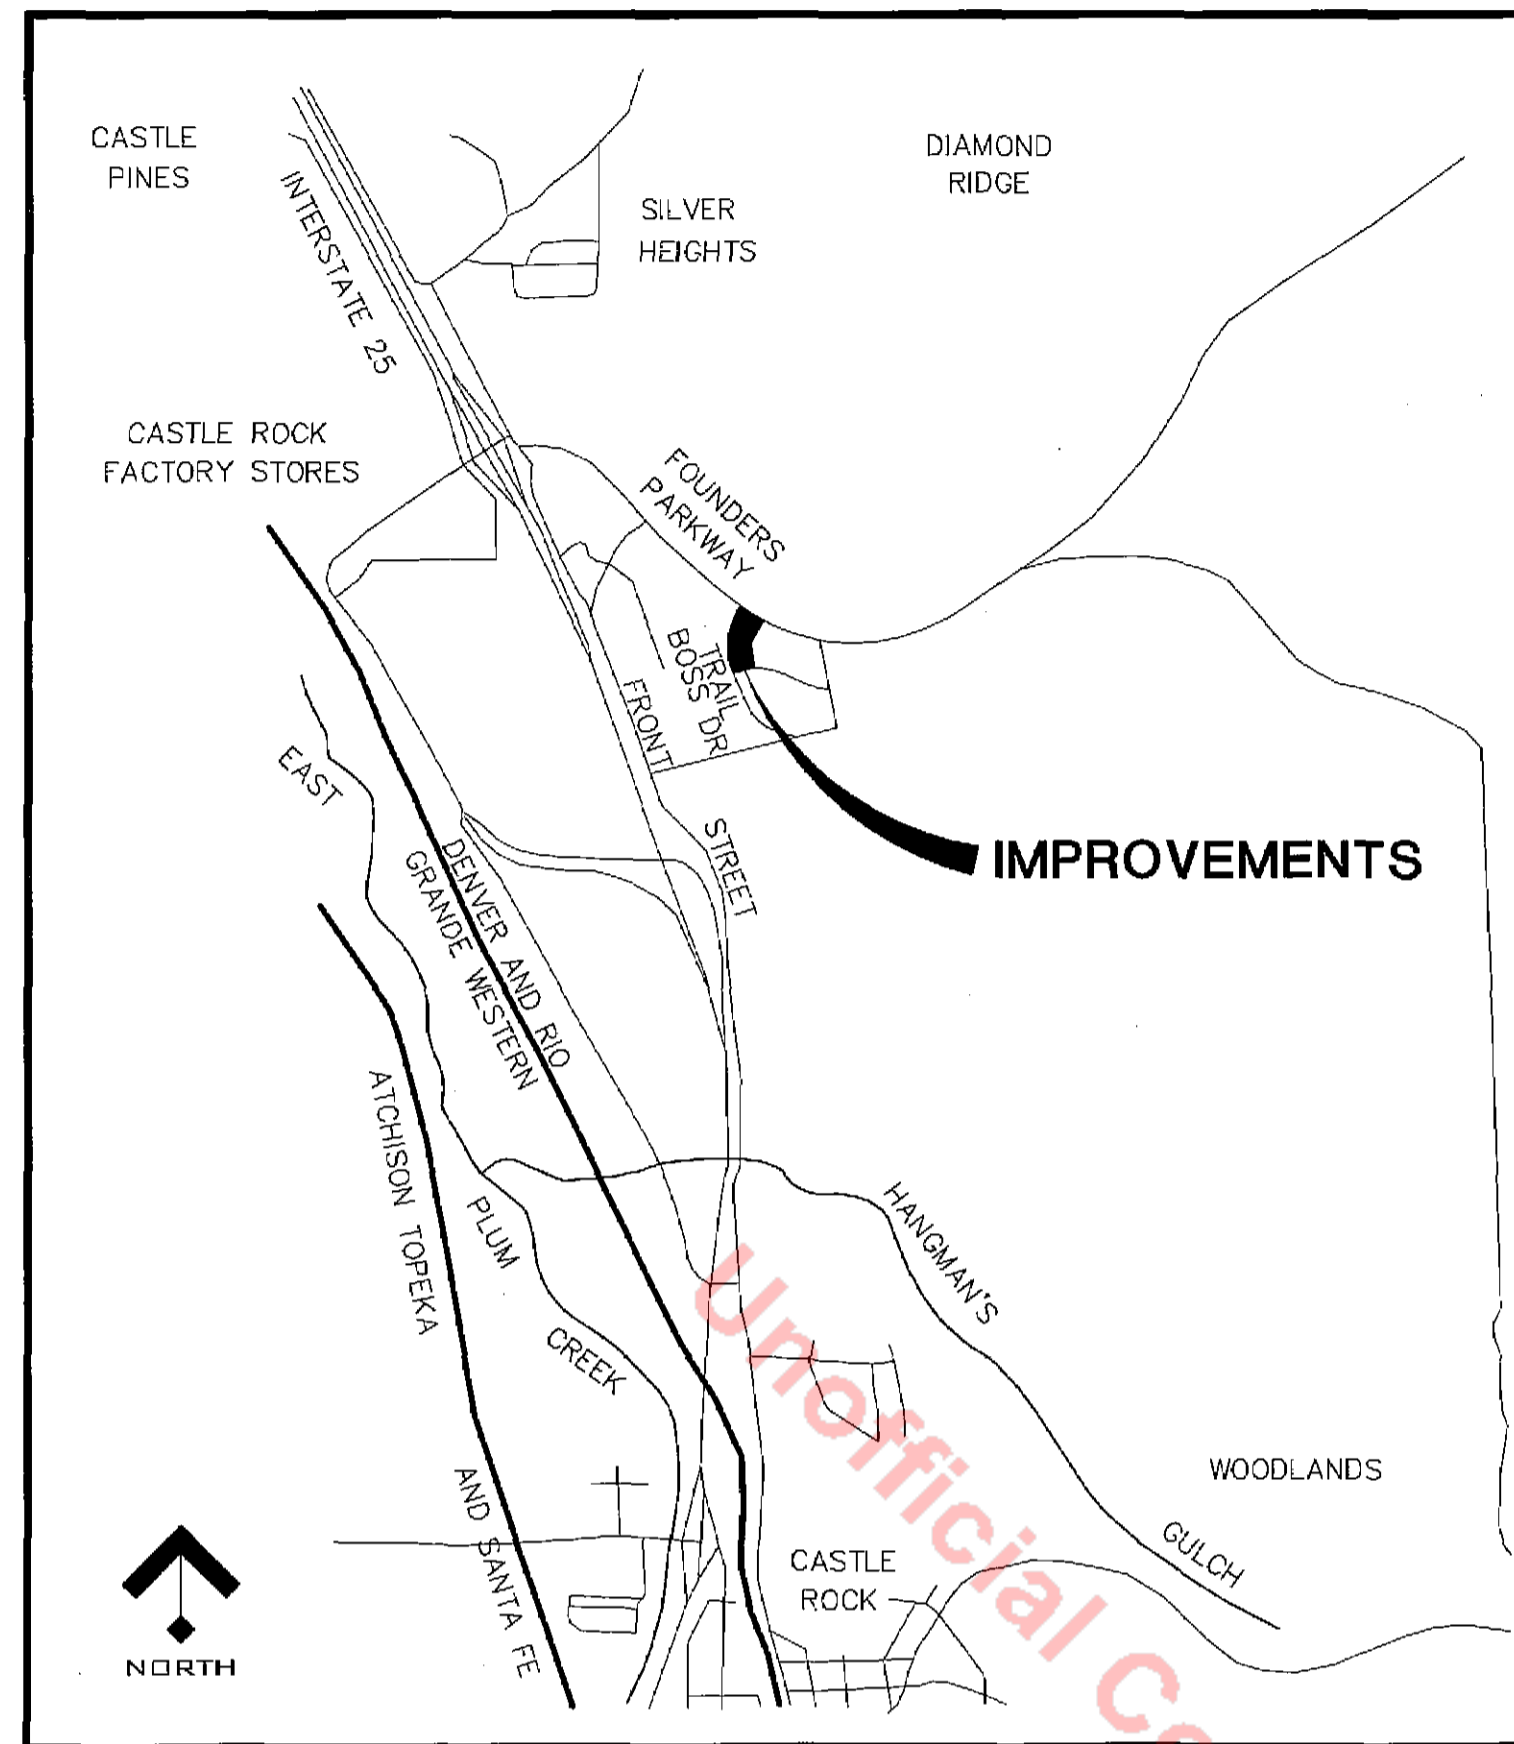 CASTLE
PINES
DIAMOND
RIDGE
SILVER
HEIGHTS
INTERSTATE 25
CASTLE ROCK
FACTORY STORES
FOUNDERS
PARKWAY
TRAIL
BOSS DR
FRONT
STREET
EAST
IMPROVEMENTS
DENVER AND RIO
GRANDE WESTERN
ATCHISON TOPEKA
PLUM
HANGMAN'S
CREEK
AND SANTA FE
WOODLANDS
GULCH
CASTLE
ROCK
NORTH
Unofficial